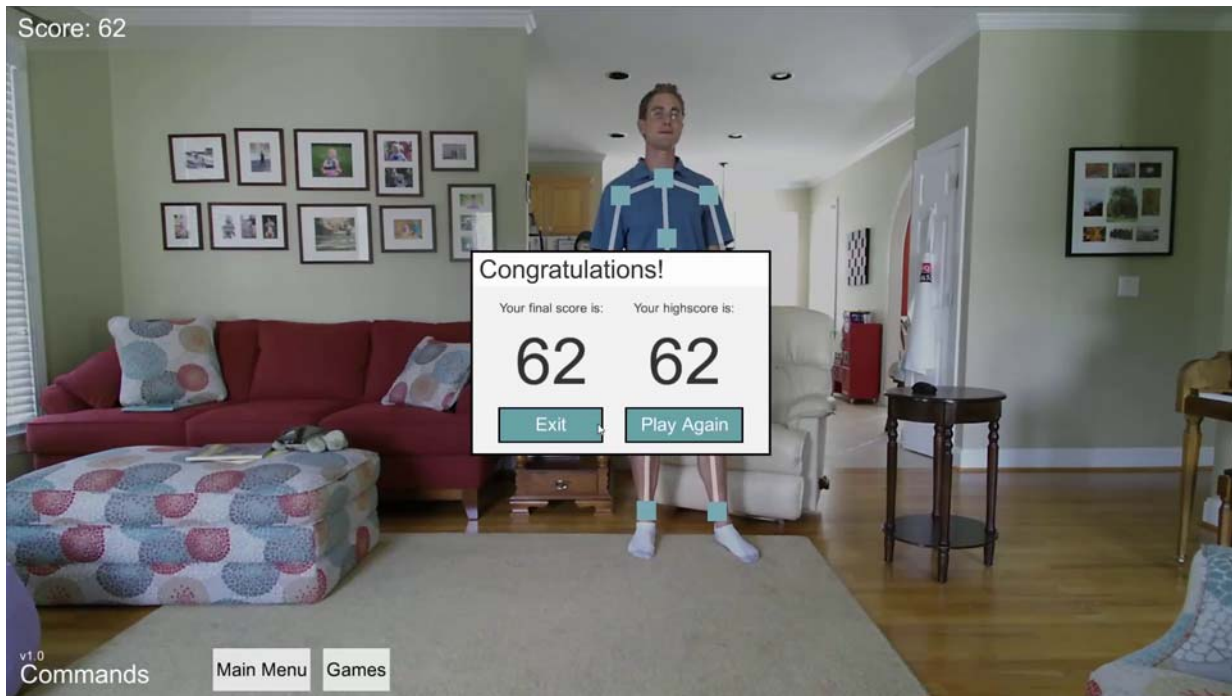 Score: 62
Congratulations!
Your final score is: Your highscore is:
62 62
Exit Play Again
v1.0
Commands
Main Menu Games